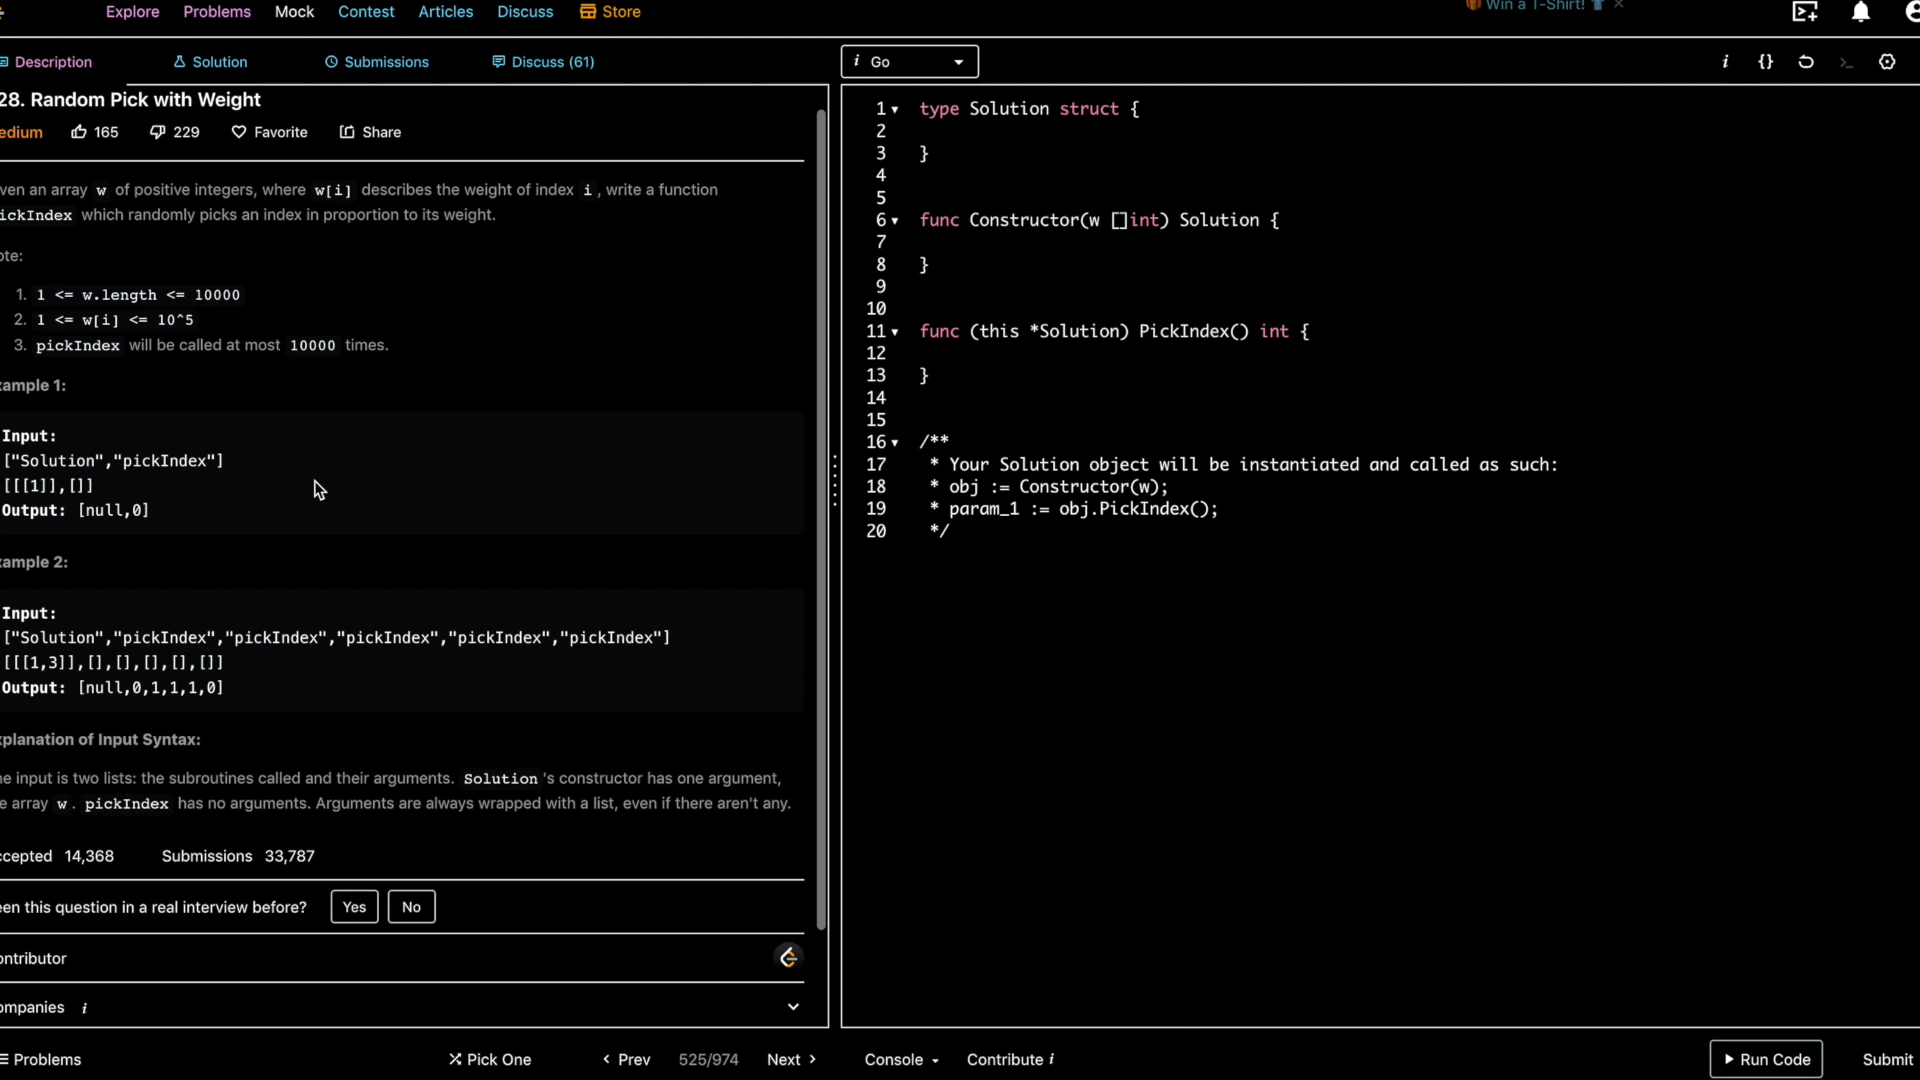 Explore Problems Mock Contest Articles Discuss Store
Win a T-Shirt!
Description Solution Submissions Discuss (61)
i Go
28. Random Pick with Weight
edium 165 229 Favorite Share
ven an array w of positive integers, where w[i] describes the weight of index i, write a function
ickIndex which randomly picks an index in proportion to its weight.
ote:
1. 1 <= w.length <= 10000
2. 1 <= w[i] <= 10^5
3. pickIndex will be called at most 10000 times.
ample 1:
Input:
["Solution","pickIndex"]
[[[1]],[]]
Output: [null,0]
ample 2:
Input:
["Solution","pickIndex","pickIndex","pickIndex","pickIndex","pickIndex"]
[[[1,3]],[],[],[],[],[]]
Output: [null,0,1,1,1,0]
planation of Input Syntax:
e input is two lists: the subroutines called and their arguments. Solution's constructor has one argument,
e array w. pickIndex has no arguments. Arguments are always wrapped with a list, even if there aren't any.
ccepted 14,368 Submissions 33,787
een this question in a real interview before? Yes No
ontributor
ompanies i
Problems Pick One < Prev 525/974 Next >
1 type Solution struct {
2
3 }
4
5
6 func Constructor(w []int) Solution {
7
8 }
9
10
11 func (this *Solution) PickIndex() int {
12
13 }
14
15
16 /**
17 * Your Solution object will be instantiated and called as such:
18 * obj := Constructor(w);
19 * param_1 := obj.PickIndex();
20 */
Console Contribute i Run Code Submit